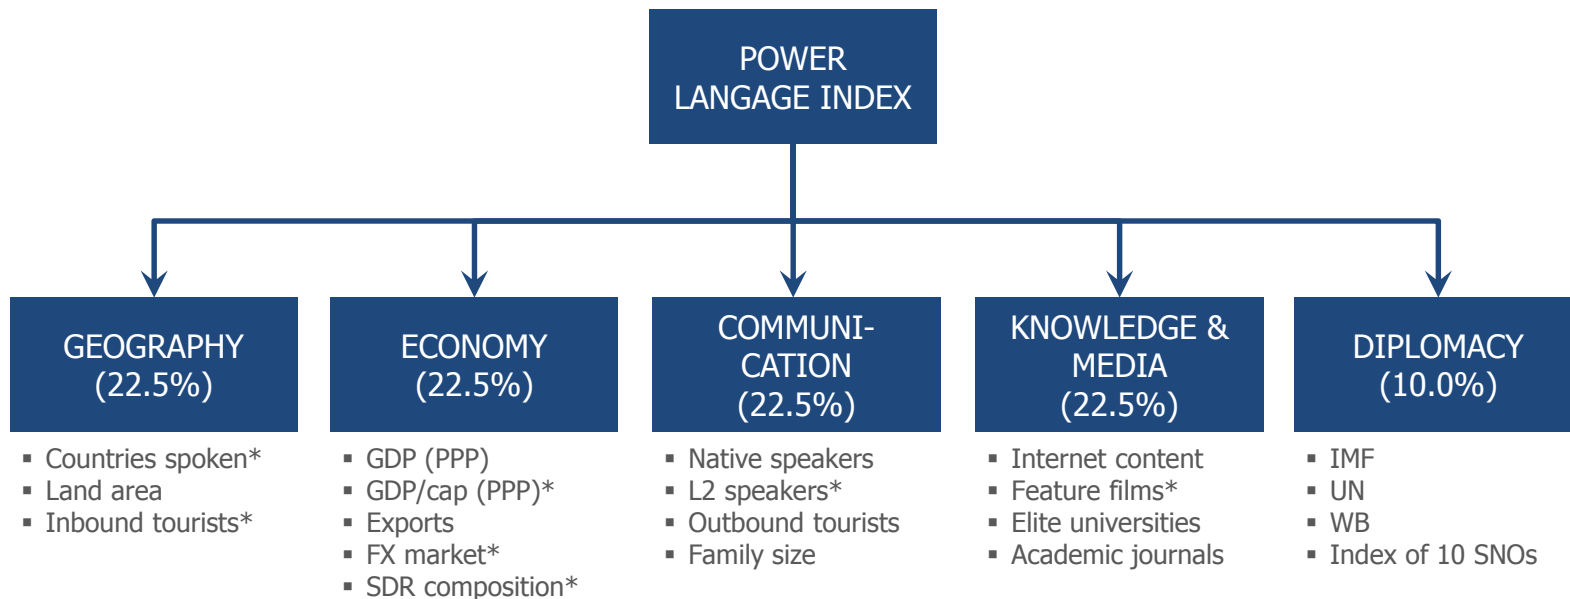 POWER
LANGAGE INDEX
GEOGRAPHY
(22.5%)
▪ Countries spoken*
▪ Land area
▪ Inbound tourists*
ECONOMY
(22.5%)
▪ GDP (PPP)
▪ GDP/cap (PPP)*
▪ Exports
▪ FX market*
▪ SDR composition*
COMMUNI-
CATION
(22.5%)
▪ Native speakers
▪ L2 speakers*
▪ Outbound tourists
▪ Family size
KNOWLEDGE &
MEDIA
(22.5%)
▪ Internet content
▪ Feature films*
▪ Elite universities
▪ Academic journals
DIPLOMACY
(10.0%)
▪ IMF
▪ UN
▪ WB
▪ Index of 10 SNOs